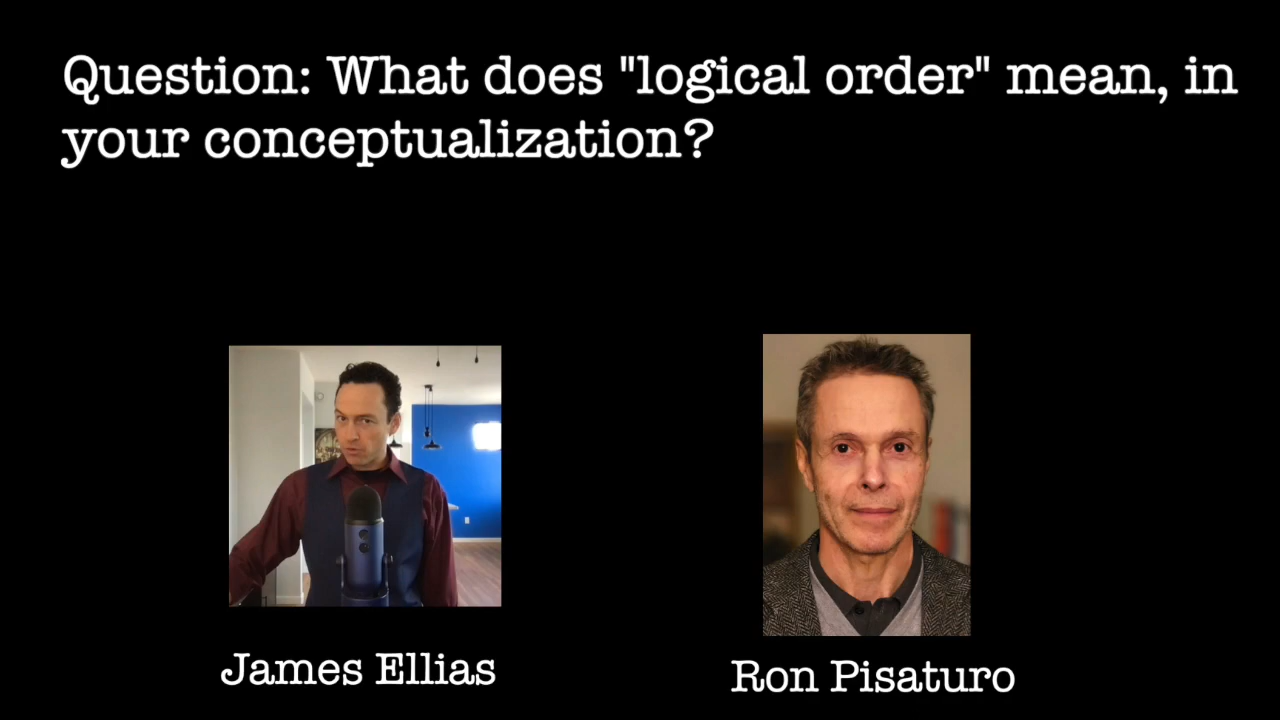 Question: What does "logical order" mean, in
your conceptualization?
James Ellias
Ron Pisaturo